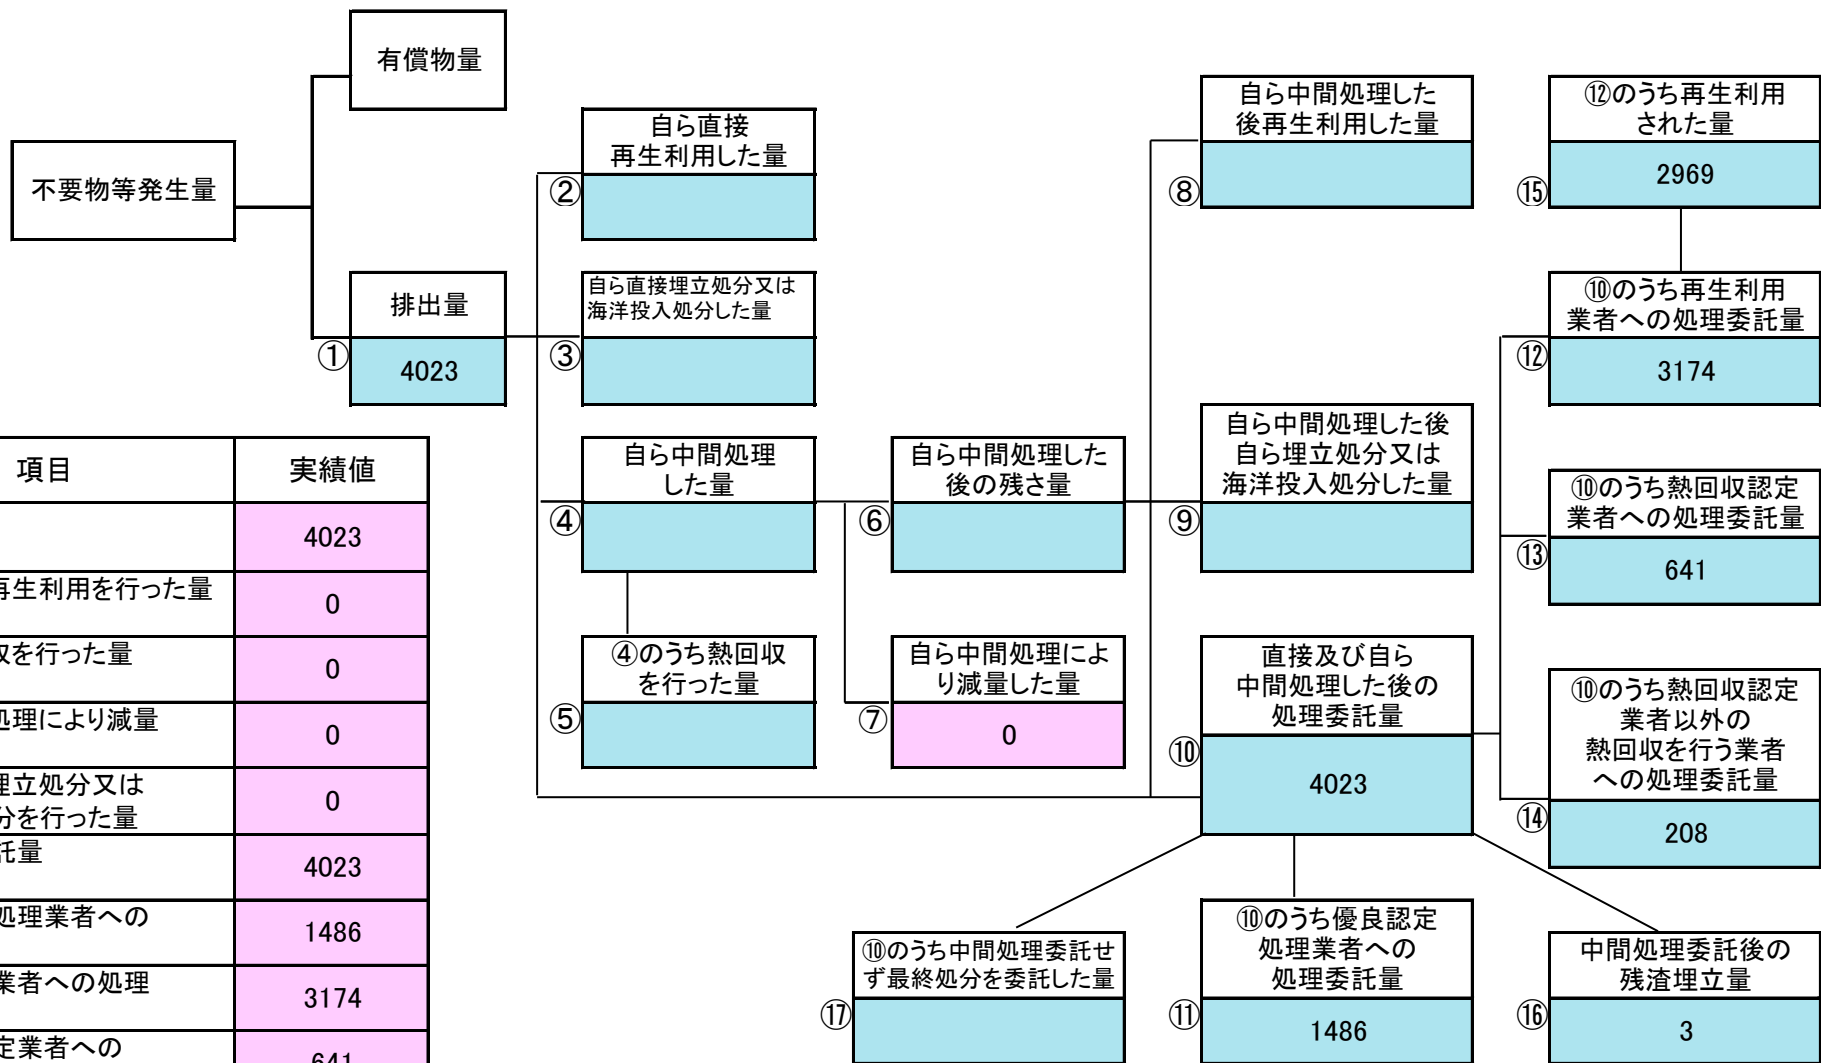 有償物量
不要物等発生量
排出量
①
4023
自ら直接
再生利用した量
②
自ら直接埋立処分又は
海洋投入処分した量
③
自ら中間処理
した量
④
④のうち熱回収
を行った量
⑤
自ら中間処理した
後の残さ量
⑥
自ら中間処理によ
り減量した量
⑦
0
自ら中間処理した
後再生利用した量
⑧
自ら中間処理した後
自ら埋立処分又は
海洋投入処分した量
⑨
直接及び自ら
中間処理した後の
処理委託量
⑩
4023
⑫のうち再生利用
された量
⑮
2969
⑩のうち再生利用
業者への処理委託量
⑫
3174
⑩のうち熱回収認定
業者への処理委託量
⑬
641
⑩のうち熱回収認定
業者以外の
熱回収を行う業者
への処理委託量
⑭
208
⑩のうち中間処理委託せ
ず最終処分を委託した量
⑰
⑩のうち優良認定
処理業者への
処理委託量
⑪
1486
中間処理委託後の
残渣埋立量
⑯
3
項目 実績値
4023
再生利用を行った量 0
収を行った量 0
処理により減量 0
埋立処分又は
分を行った量 0
託量 4023
処理業者への 1486
業者への処理 3174
定業者への 641